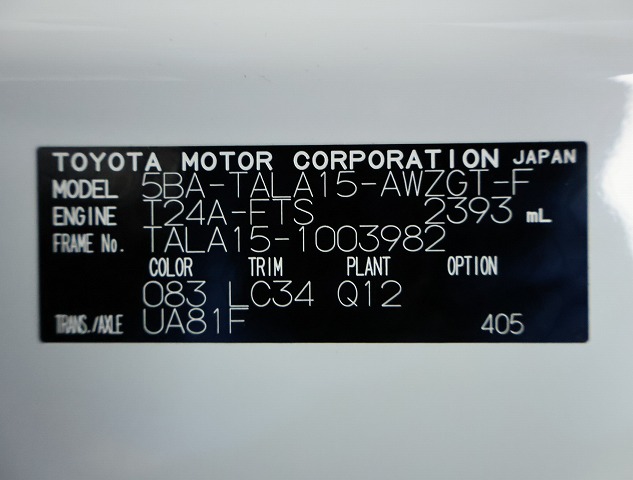 TOYOTA MOTOR CORPORATION JAPAN
MODEL 5BA-TALA15-AWZGT-F
ENGINE T24A-FTS 2393 mL
FRAME No. TALA15-1003982
COLOR TRIM PLANT OPTION
083 LC34 Q12
TRANS./AXLE UA81F 405